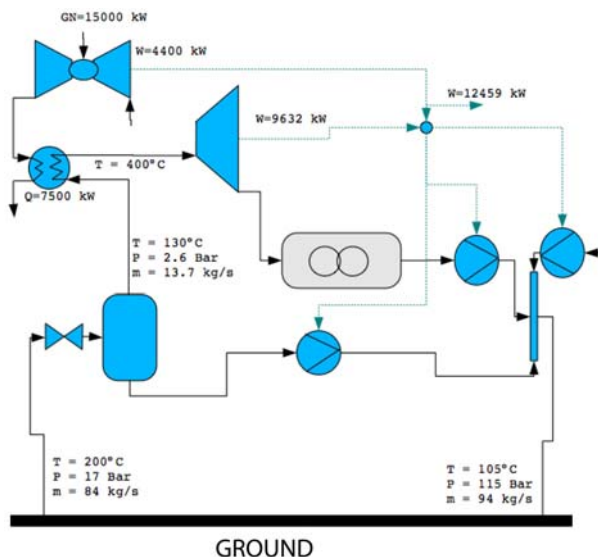 GN=15000 kW
W=4400 kW
W=12459 kW
W=9632 kW
T = 400°C
Q=7500 kW
T = 130°C
P = 2.6 Bar
m = 13.7 kg/s
T = 200°C
P = 17 Bar
m = 84 kg/s
T = 105°C
P = 115 Bar
m = 94 kg/s
GROUND